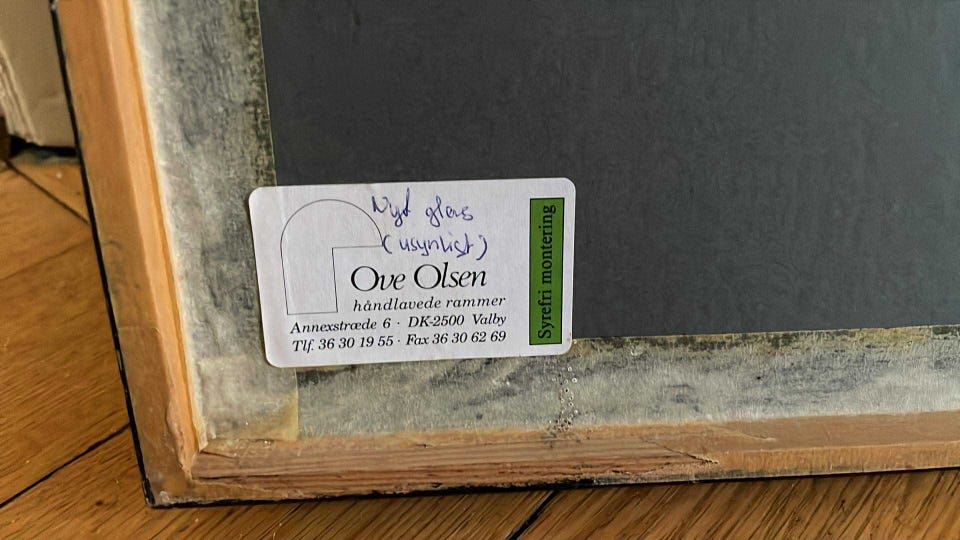 Nyt glas
(usynligt)
Ove Olsen
håndlavede rammer
Annexstræde 6 · DK-2500 Valby
Tlf. 36 30 19 55 · Fax 36 30 62 69
Syrefri montering